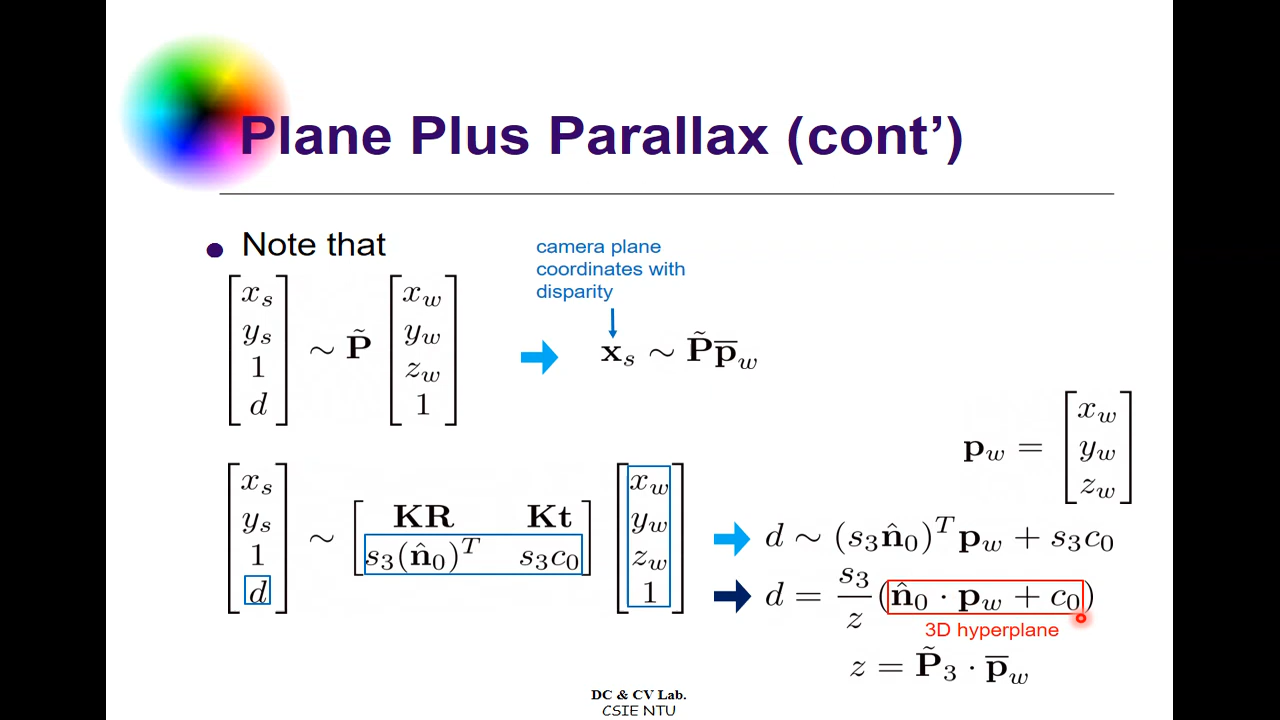 Plane Plus Parallax (cont’)
Note that
camera plane
coordinates with
disparity
[x_s y_s 1 d] ∼ P̃ [x_w y_w z_w 1]
x_s ∼ P̃p̅_w
p_w = [x_w y_w z_w]
[x_s y_s 1 d] ∼ [KR Kt s_3(n̂_0)^T s_3c_0] [x_w y_w z_w 1]
d ∼ (s_3n̂_0)^T p_w + s_3c_0
d = s_3/z (n̂_0 · p_w + c_0)
3D hyperplane
z = P̃_3 · p̅_w
DC & CV Lab.
CSIE NTU